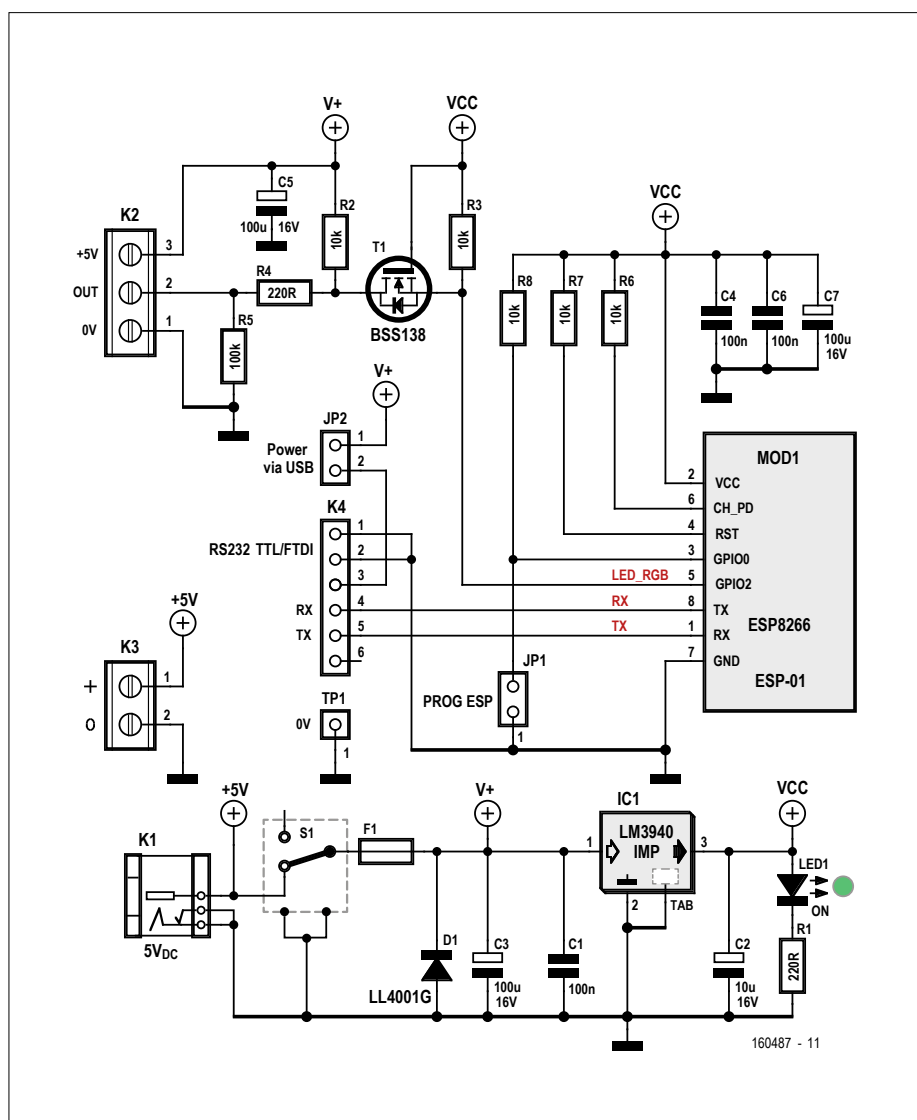 V+
VCC
K2
C5
100u 16V
R2
10k
R3
10k
T1
BSS138
+5V
3
OUT
2
0V
1
R4
220R
R5
100k
VCC
R8
10k
R7
10k
R6
10k
C4
100n
C6
100n
C7
100u
16V
V+
JP2
Power
via USB
1
2
K4
RS232 TTL/FTDI
1
2
3
RX 4
TX 5
6
LED_RGB
RX
TX
MOD1
2 VCC
6 CH_PD
4 RST
3 GPIO0
5 GPIO2
8 TX
1 RX
7 GND
ESP8266
ESP-01
JP1
PROG ESP
1
TP1
0V
1
+5V
K3
+ 1
O 2
+5V
K1
5VDC
S1
F1
V+
D1
LL4001G
C3
100u
16V
C1
100n
IC1
LM3940
IMP
1
3
2
TAB
VCC
C2
10u
16V
LED1
ON
R1
220R
160487 - 11